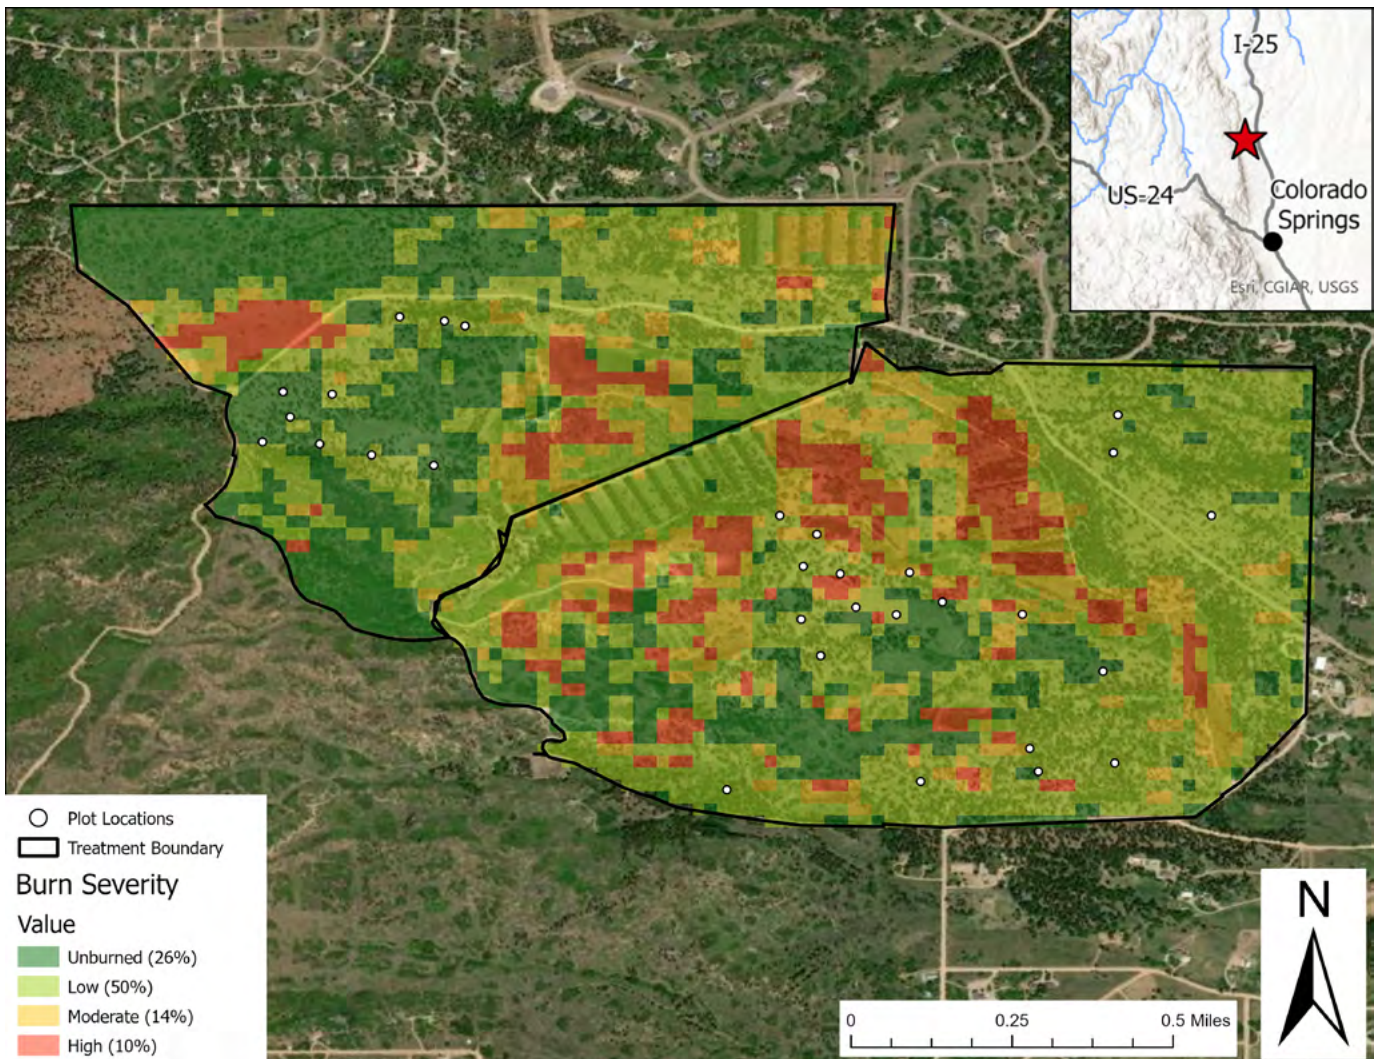 I-25
US-24
Colorado
Springs
Esri, CGIAR, USGS
Plot Locations
Treatment Boundary
Burn Severity
Value
Unburned (26%)
Low (50%)
Moderate (14%)
High (10%)
0 0.25 0.5 Miles
N